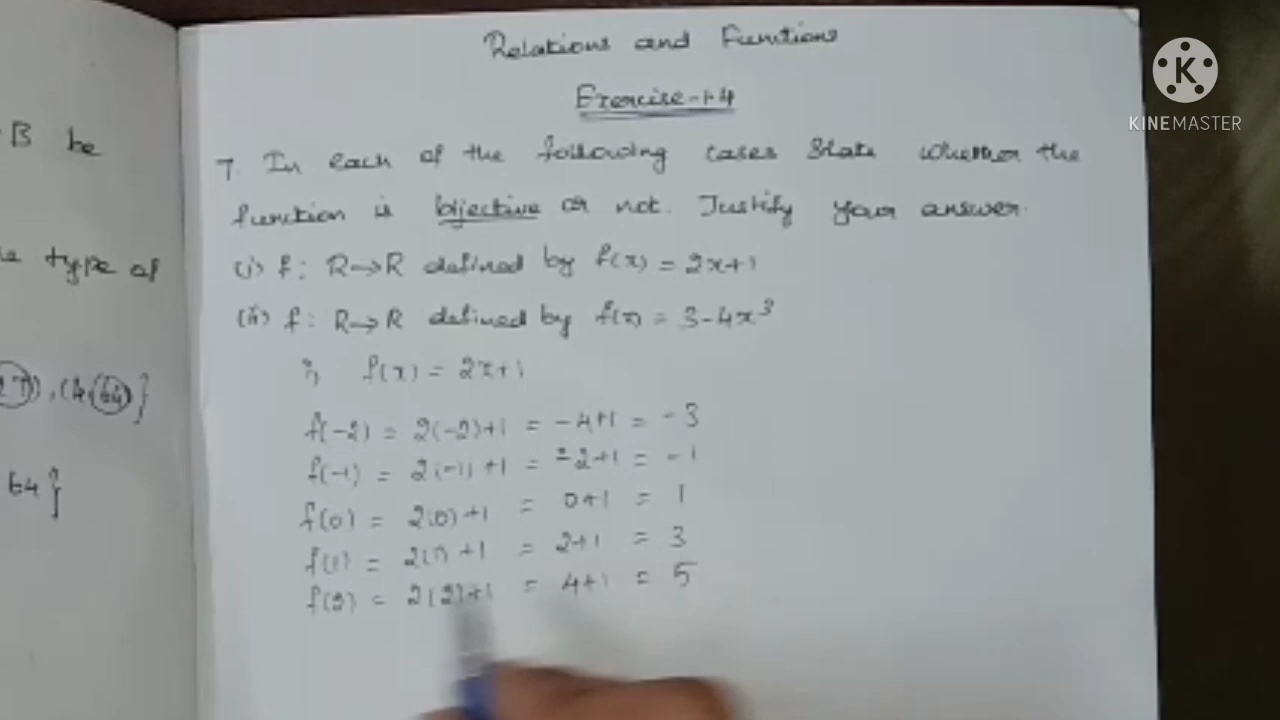 Relations and Functions
Exercise-1.4
7. In each of the following cases State whether the
function is bijective or not. Justify your answer.
(i) f: R→R defined by f(x) = 2x+1
(ii) f: R→R defined by f(x) = 3-4x³
i) f(x) = 2x+1
f(-2) = 2(-2)+1 = -4+1 = -3
f(-1) = 2(-1)+1 = -2+1 = -1
f(0) = 2(0)+1 = 0+1 = 1
f(1) = 2(1)+1 = 2+1 = 3
f(2) = 2(2)+1 = 4+1 = 5
B be
type of
27), (4, 64)}
64}
K
KINEMASTER